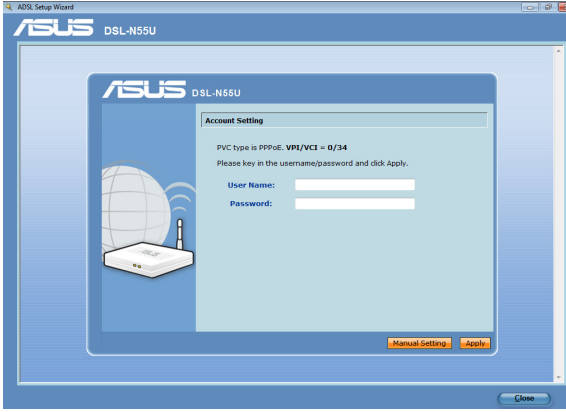 ADSL Setup Wizard
ASUS DSL-N55U
ASUS DSL-N55U
Account Setting
PVC type is PPPoE. VPI/VCI = 0/34
Please key in the username/password and click Apply.
User Name:
Password:
ASUS
Manual Setting Apply
Close